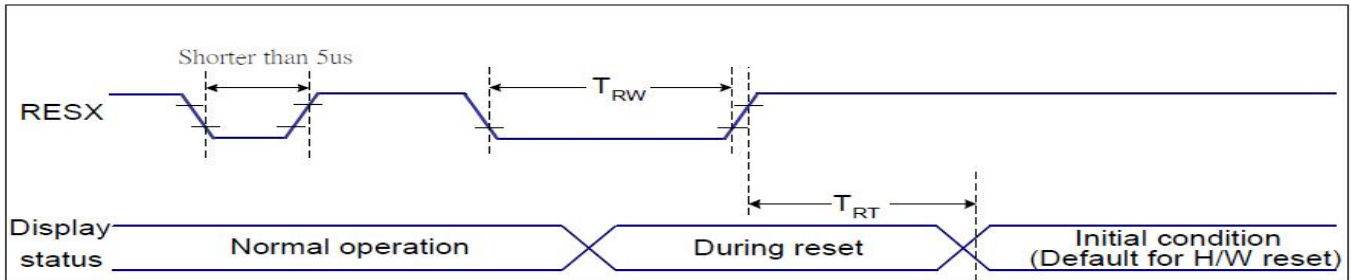 Shorter than 5us
RESX
T_RW
T_RT
Display
status
Normal operation
During reset
Initial condition
(Default for H/W reset)